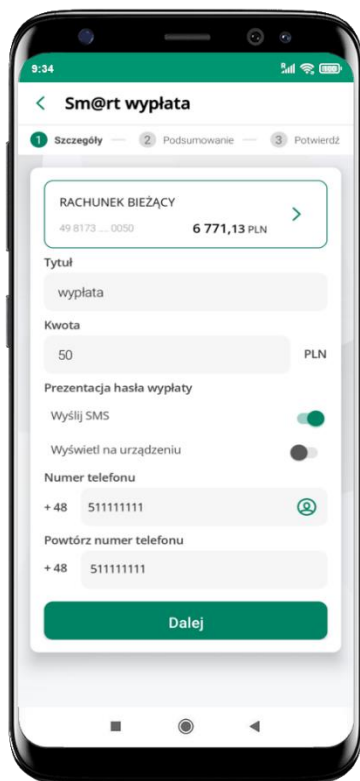 9:34
Sm@rt wypłata
1 Szczegóły 2 Podsumowanie 3 Potwierdź
RACHUNEK BIEŻĄCY
49 8173 .... 0050 6 771,13 PLN
Tytuł
wypłata
Kwota
50 PLN
Prezentacja hasła wypłaty
Wyślij SMS
Wyświetl na urządzeniu
Numer telefonu
+ 48 511111111
Powtórz numer telefonu
+ 48 511111111
Dalej